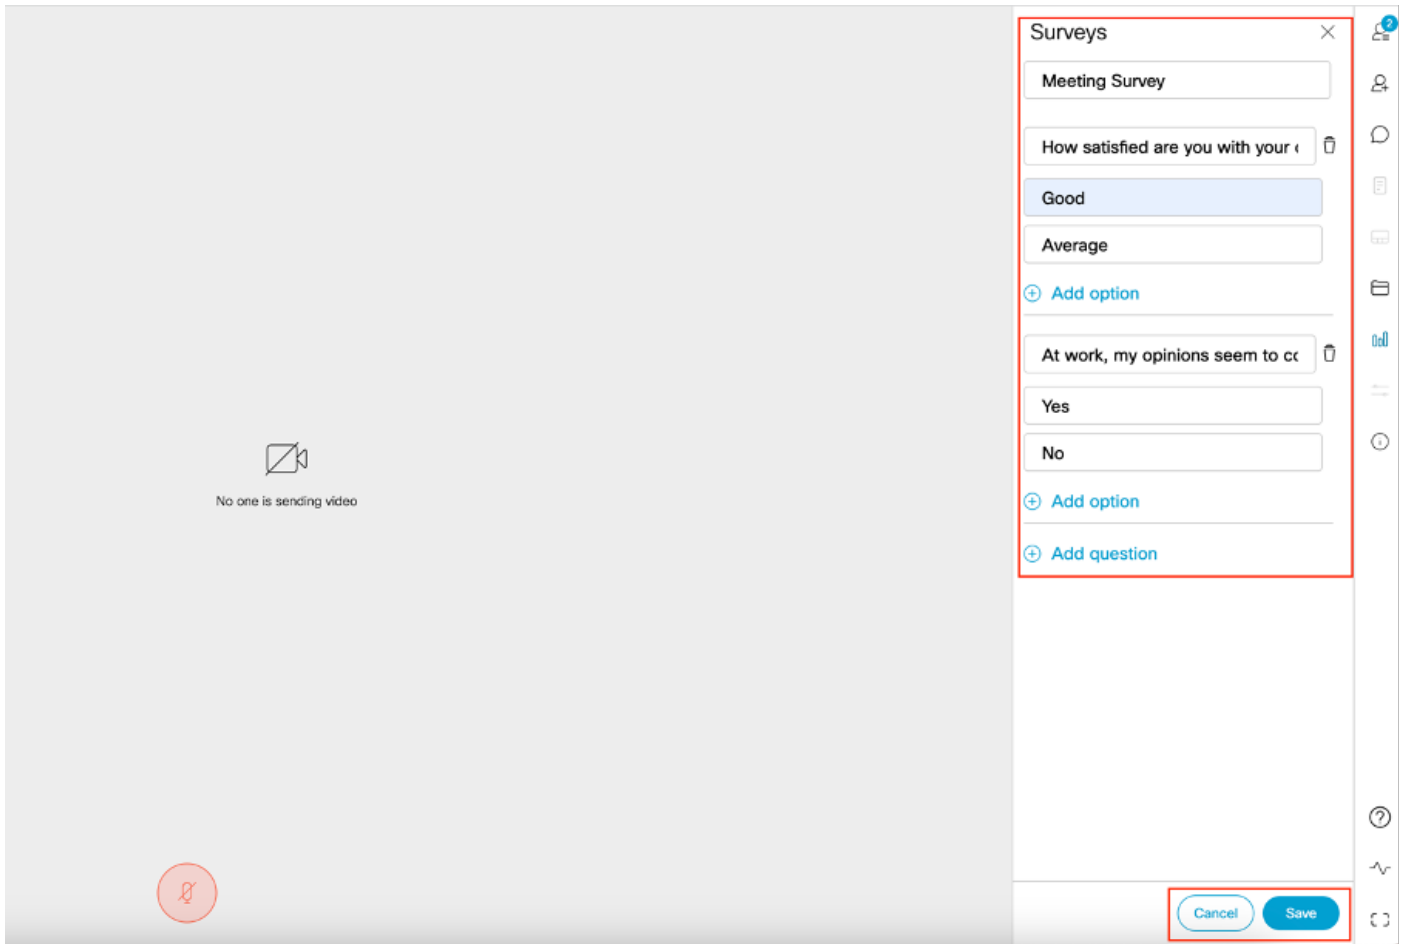 Surveys
2
Meeting Survey
How satisfied are you with your
Good
Average
Add option
At work, my opinions seem to
Yes
No
Add option
Add question
No one is sending video
Cancel
Save